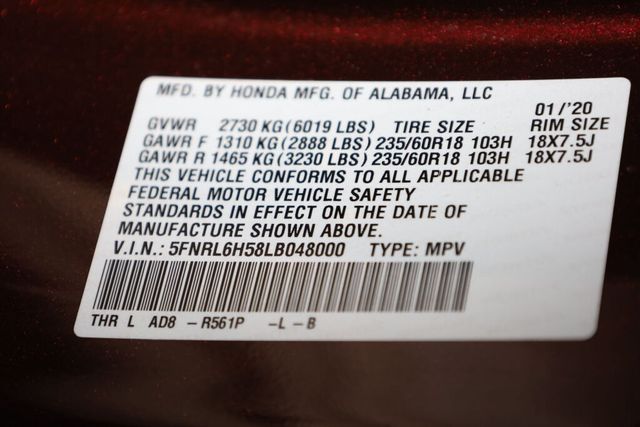 MFD. BY HONDA MFG. OF ALABAMA, LLC
01/'20
GVWR 2730 KG(6019 LBS) TIRE SIZE RIM SIZE
GAWR F 1310 KG(2888 LBS) 235/60R18 103H 18X7.5J
GAWR R 1465 KG(3230 LBS) 235/60R18 103H 18X7.5J
THIS VEHICLE CONFORMS TO ALL APPLICABLE
FEDERAL MOTOR VEHICLE SAFETY
STANDARDS IN EFFECT ON THE DATE OF
MANUFACTURE SHOWN ABOVE.
V.I.N.: 5FNRL6H58LB048000 TYPE: MPV
THR L AD8 - R561P -L - B